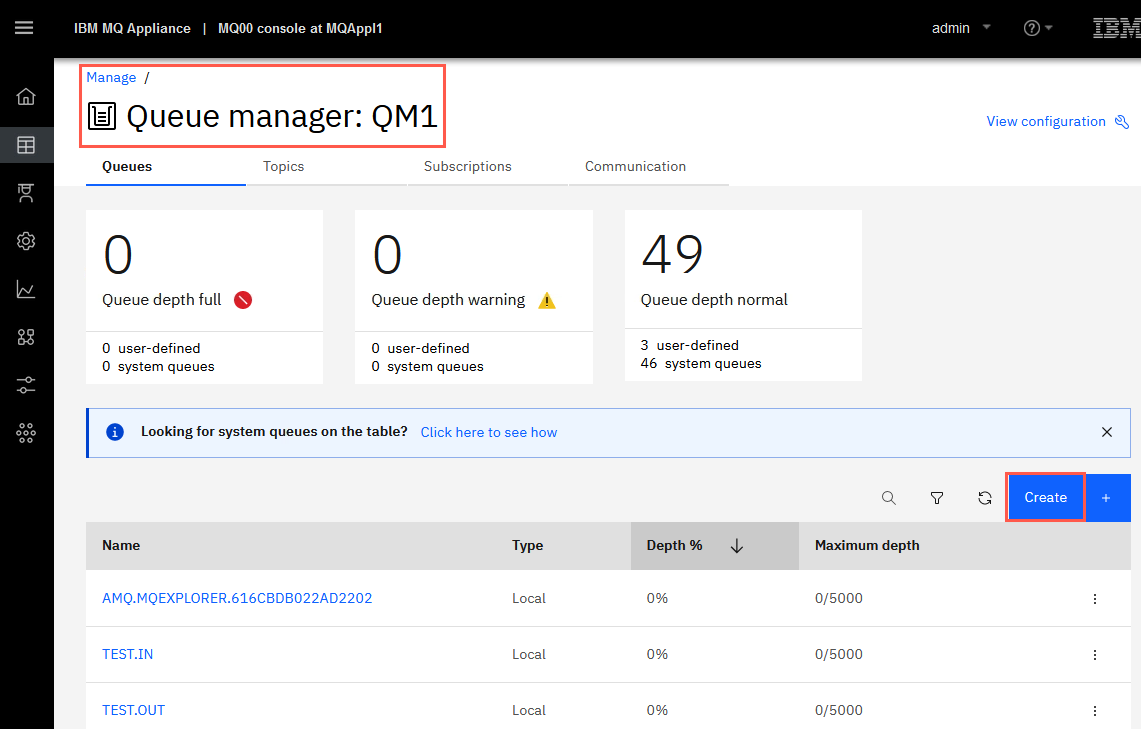 IBM MQ Appliance | MQ00 console at MQAppl1
admin
IBM
Manage /
Queue manager: QM1
View configuration
Queues Topics Subscriptions Communication
0 0 49
Queue depth full Queue depth warning Queue depth normal
0 user-defined 0 user-defined 3 user-defined
0 system queues 0 system queues 46 system queues
Looking for system queues on the table? Click here to see how
Create +
Name Type Depth % Maximum depth
AMQ.MQEXPLORER.616CBDB022AD2202 Local 0% 0/5000
TEST.IN Local 0% 0/5000
TEST.OUT Local 0% 0/5000